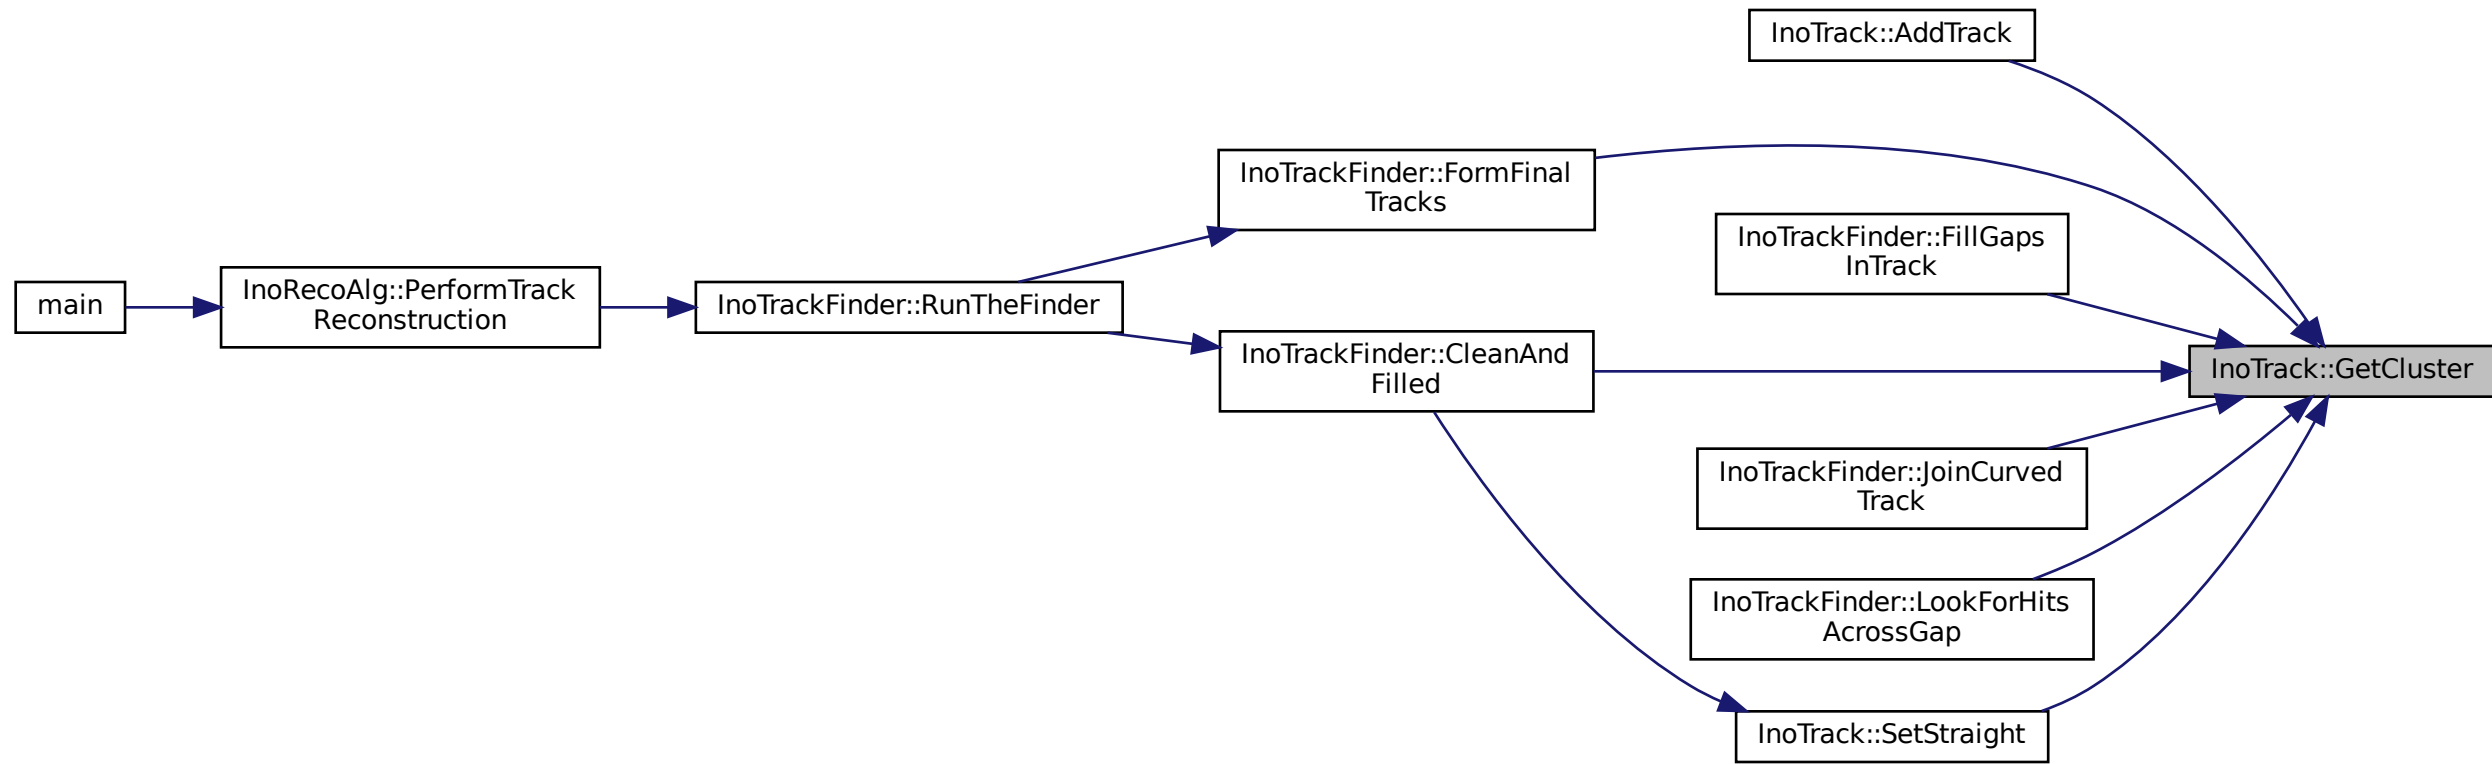 InoTrack::AddTrack
InoTrackFinder::FormFinal
Tracks
InoTrackFinder::FillGaps
InTrack
main
InoRecoAlg::PerformTrack
Reconstruction
InoTrackFinder::RunTheFinder
InoTrackFinder::CleanAnd
Filled
InoTrack::GetCluster
InoTrackFinder::JoinCurved
Track
InoTrackFinder::LookForHits
AcrossGap
InoTrack::SetStraight